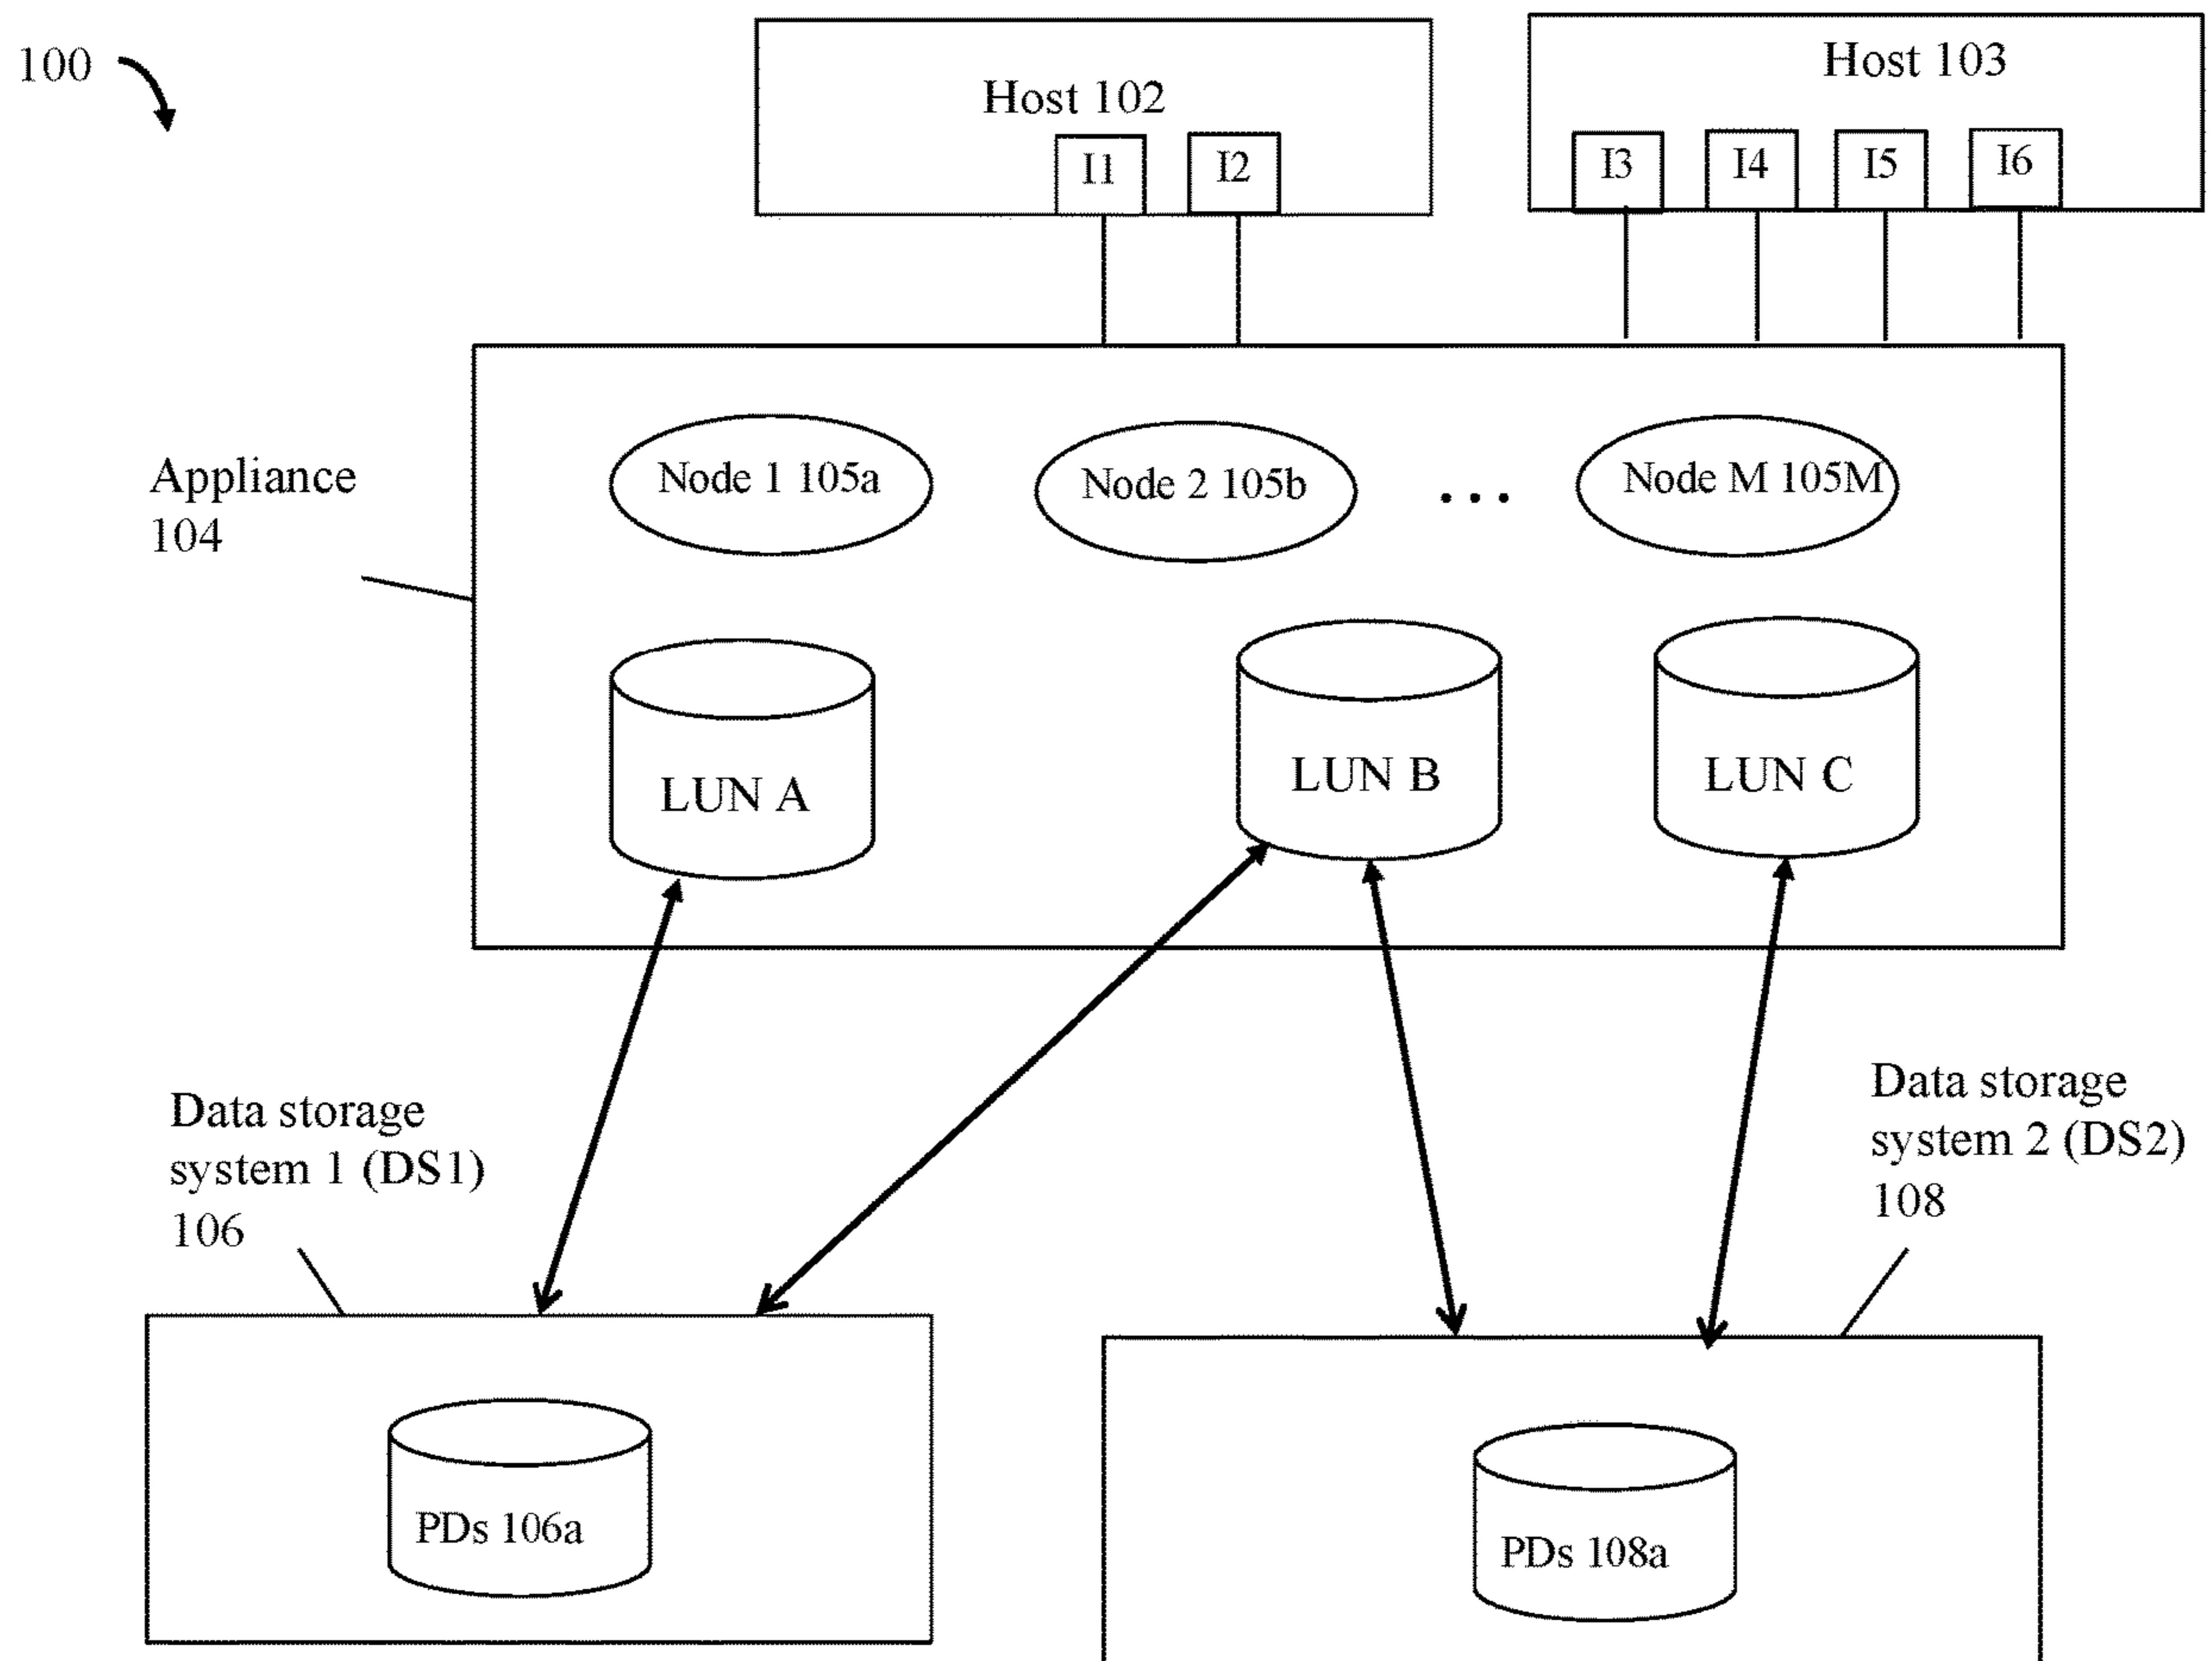 100
Host 102
Host 103
I1
I2
I3
I4
I5
I6
Appliance
104
Node 1 105a
Node 2 105b
...
Node M 105M
LUN A
LUN B
LUN C
Data storage
system 1 (DS1)
106
Data storage
system 2 (DS2)
108
PDs 106a
PDs 108a